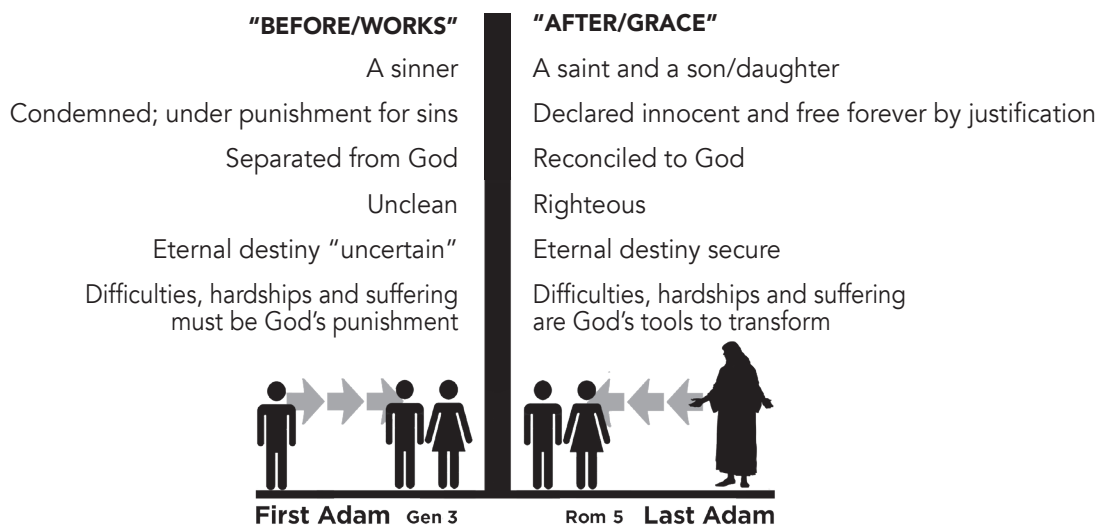 "BEFORE/WORKS"
A sinner
Condemned; under punishment for sins
Separated from God
Unclean
Eternal destiny "uncertain"
Difficulties, hardships and suffering
must be God's punishment
"AFTER/GRACE"
A saint and a son/daughter
Declared innocent and free forever by justification
Reconciled to God
Righteous
Eternal destiny secure
Difficulties, hardships and suffering
are God's tools to transform
First Adam Gen 3
Rom 5 Last Adam